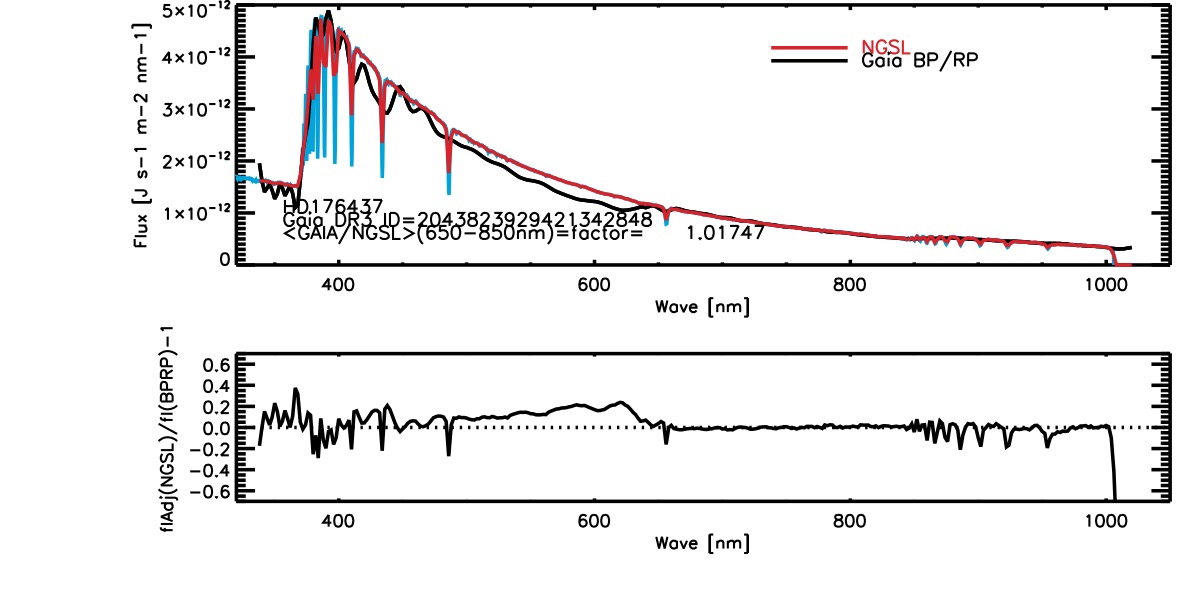 5×10−12
4×10−12
3×10−12
2×10−12
1×10−12
0
Flux [J s−1 m−2 nm−1]
NGSL
Gaia BP/RP
HD176437
Gaia DR3 ID=2043823929421342848
<GAIA/NGSL>(650−850nm)=factor= 1.01747
400 600 800 1000
Wave [nm]
flAdj(NGSL)/fl(BPRP)−1
0.6
0.4
0.2
0.0
−0.2
−0.4
−0.6
400 600 800 1000
Wave [nm]